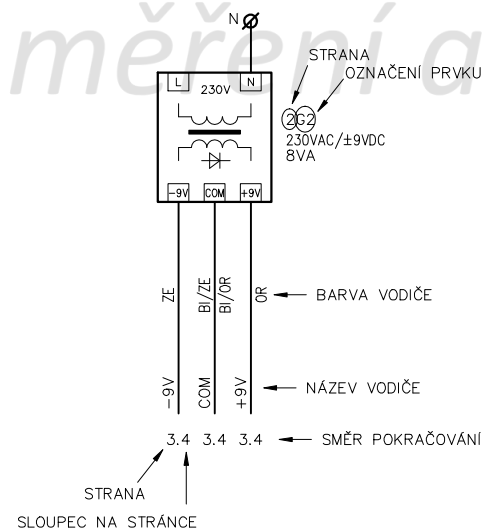 měření a
N
STRANA
OZNAČENÍ PRVKU
L N
230V
2G2
230VAC/±9VDC
8VA
-9V COM +9V
ZE BI/ZE BI/OR OR
BARVA VODIČE
-9V COM +9V
NÁZEV VODIČE
3.4 3.4 3.4
SMĚR POKRAČOVÁNÍ
STRANA
SLOUPEC NA STRÁNCE